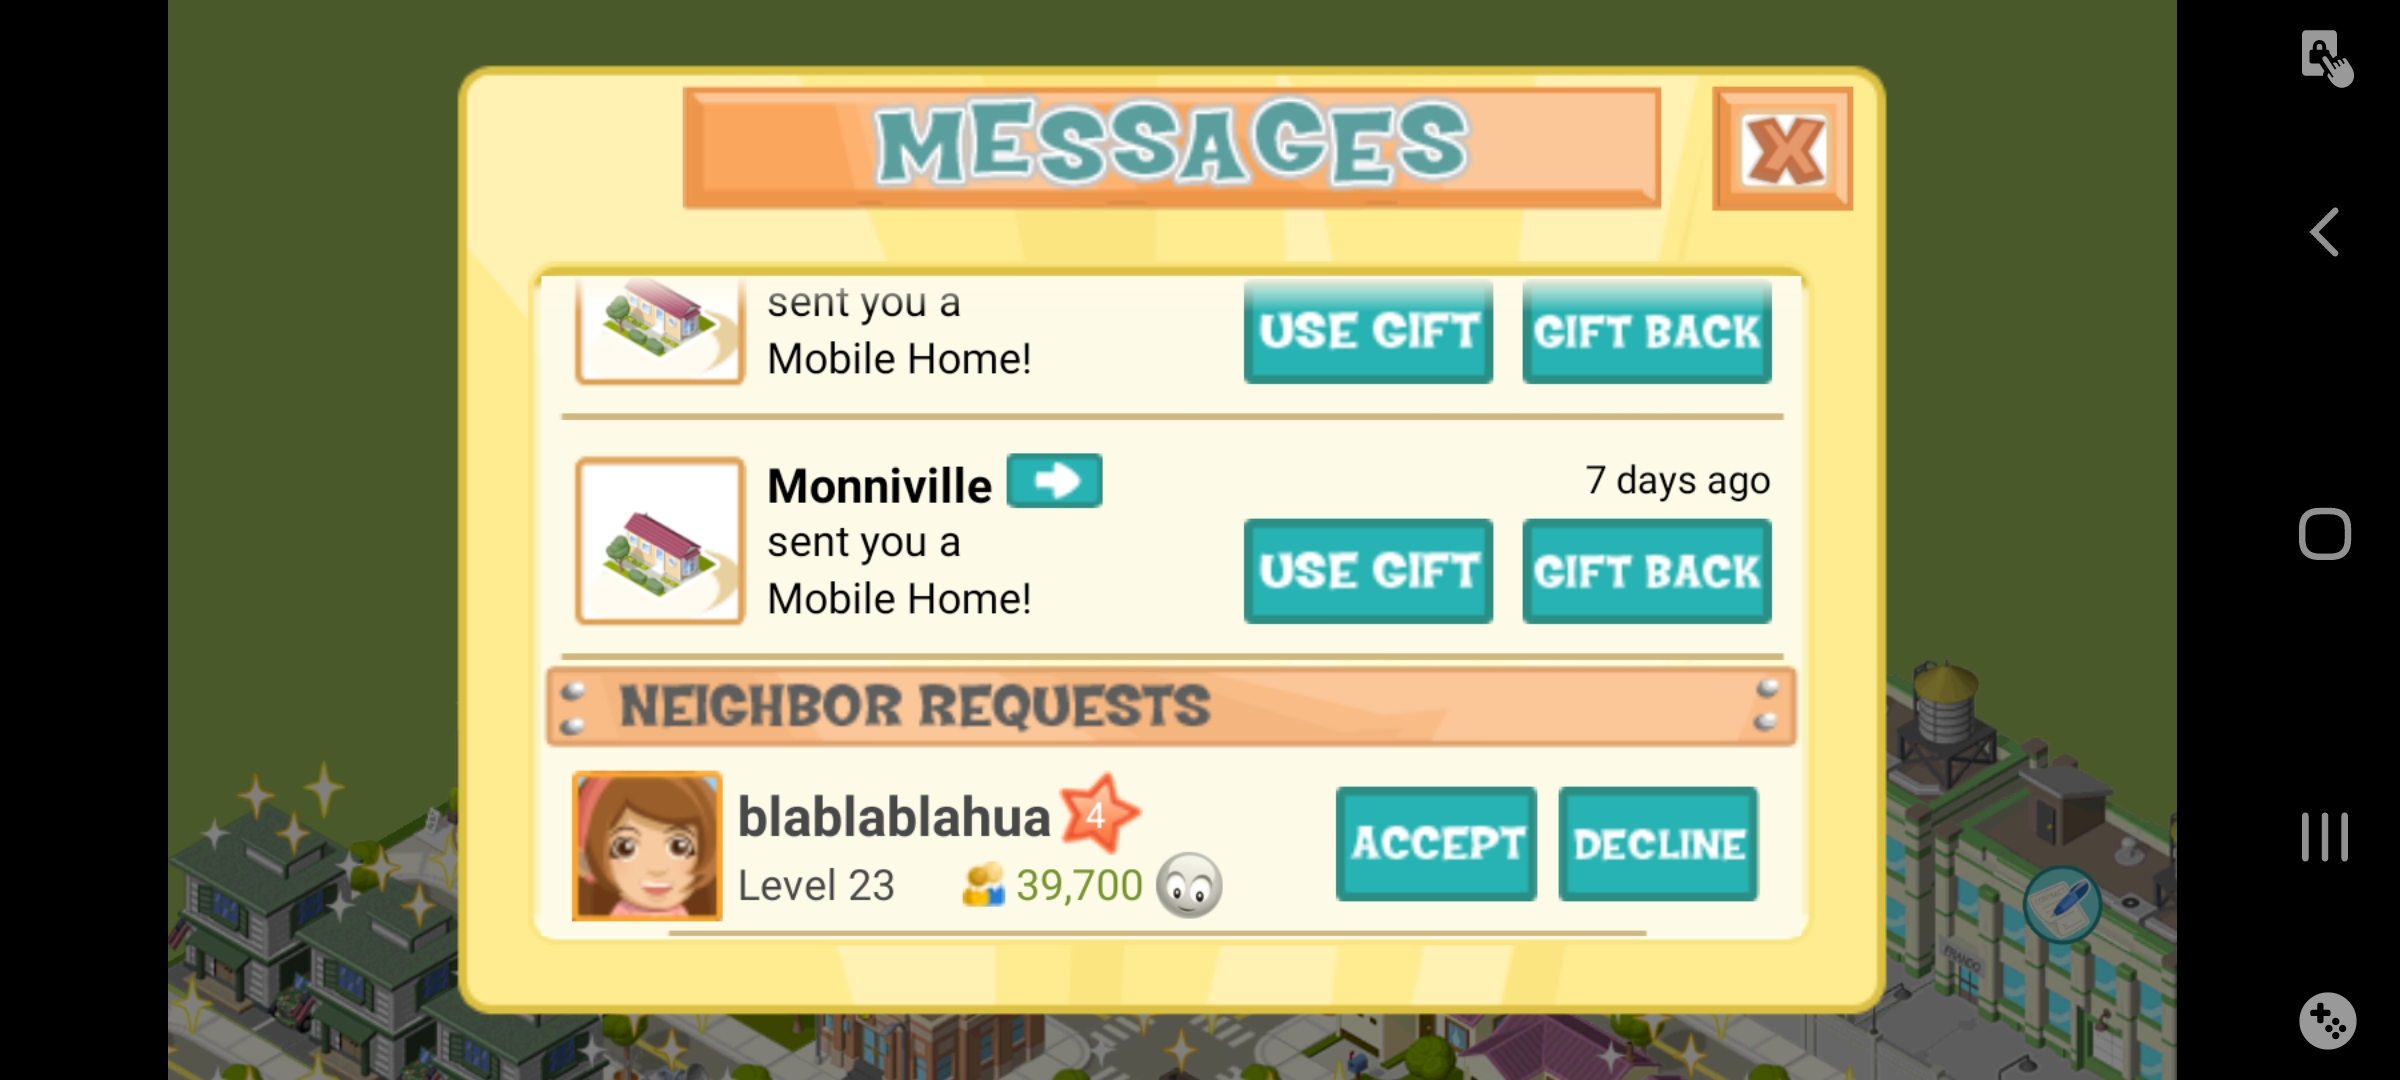 MESSAGES
sent you a
Mobile Home!
USE GIFT
GIFT BACK
Monniville
7 days ago
sent you a
Mobile Home!
USE GIFT
GIFT BACK
NEIGHBOR REQUESTS
blablablahua 4
Level 23
39,700
ACCEPT
DECLINE